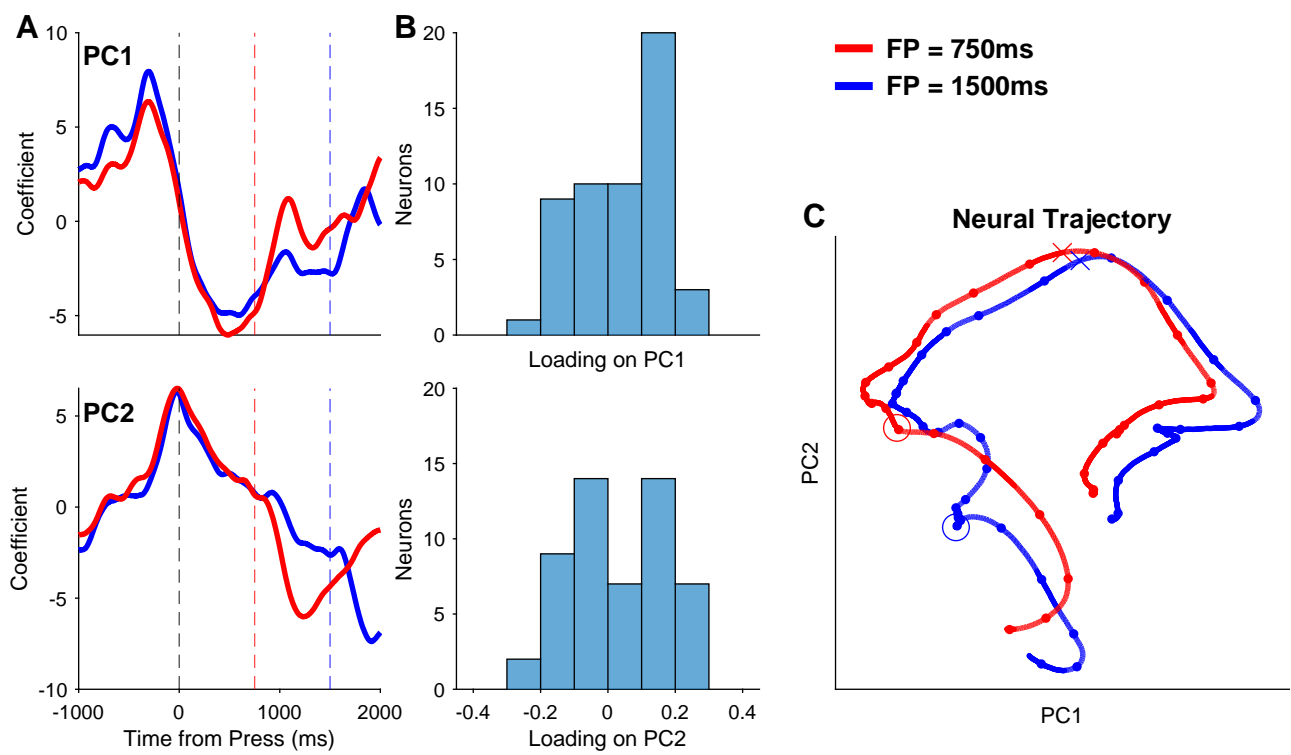 A
PC1
10
5
0
-5
Coefficient
B
20
15
10
5
0
Neurons
Loading on PC1
FP = 750ms
FP = 1500ms
PC2
5
0
-5
-10
Coefficient
-1000
0
1000
2000
Time from Press (ms)
20
15
10
5
0
Neurons
-0.4
-0.2
0
0.2
0.4
Loading on PC2
C
Neural Trajectory
PC2
PC1